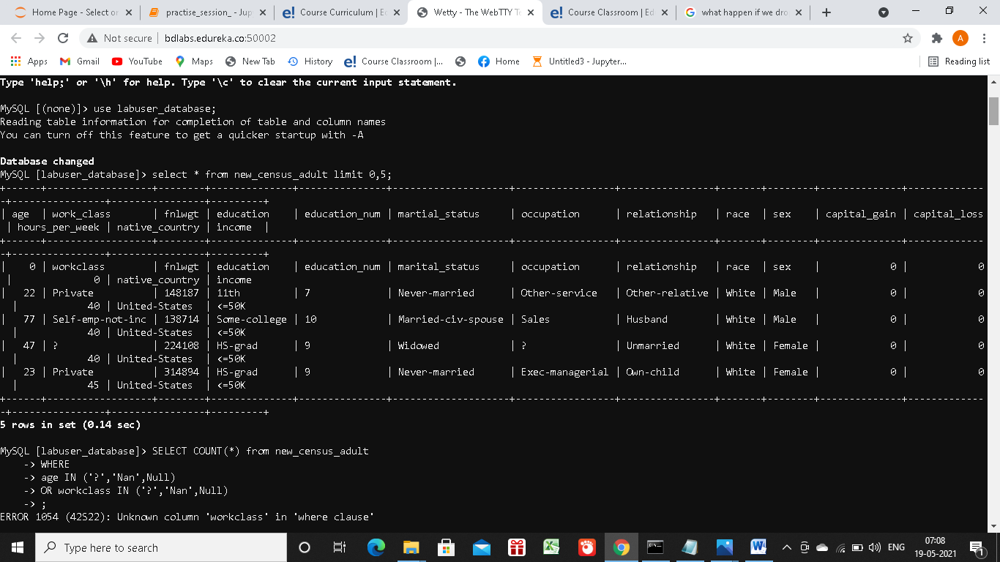 Home Page - Select or
practise_session_ - Jup
e! Course Curriculum | Ed
Wetty - The WebTTY Te
e! Course Classroom | Ed
what happen if we dro
Not secure | bdlabs.edureka.co:50002
A
Apps
Gmail
YouTube
Maps
New Tab
History
e! Course Classroom |...
Home
Untitled3 - Jupyter...
Reading list
Type 'help;' or '\h' for help. Type '\c' to clear the current input statement.
MySQL [(none)]> use labuser_database;
Reading table information for completion of table and column names
You can turn off this feature to get a quicker startup with -A
Database changed
MySQL [labuser_database]> select * from new_census_adult limit 0,5;
+------+------------------+--------+--------------+---------------+--------------------+-----------------+----------------+-------+--------+--------------+-------------
-+----------------+----------------+---------+
| age  | work_class       | fnlwgt | education    | education_num | martial_status     | occupation      | relationship   | race  | sex    | capital_gain | capital_loss
 | hours_per_week | native_country | income  |
+------+------------------+--------+--------------+---------------+--------------------+-----------------+----------------+-------+--------+--------------+-------------
-+----------------+----------------+---------+
|    0 | workclass        | fnlwgt | education    | education_num | marital_status     | occupation      | relationship   | race  | sex    |            0 |            0
 |              0 | native_country | income
|   22 | Private          | 148187 | 11th         | 7             | Never-married      | Other-service   | Other-relative | White | Male   |            0 |            0
 |             40 | United-States  | <=50K
|   77 | Self-emp-not-inc | 138714 | Some-college | 10            | Married-civ-spouse | Sales           | Husband        | White | Male   |            0 |            0
 |             40 | United-States  | <=50K
|   47 | ?                | 224108 | HS-grad      | 9             | Widowed            | ?               | Unmarried      | White | Female |            0 |            0
 |             40 | United-States  | <=50K
|   23 | Private          | 314894 | HS-grad      | 9             | Never-married      | Exec-managerial | Own-child      | White | Female |            0 |            0
 |             45 | United-States  | <=50K
+------+------------------+--------+--------------+---------------+--------------------+-----------------+----------------+-------+--------+--------------+-------------
-+----------------+----------------+---------+
5 rows in set (0.14 sec)
MySQL [labuser_database]> SELECT COUNT(*) from new_census_adult
    -> WHERE
    -> age IN ('?','Nan',Null)
    -> OR workclass IN ('?','Nan',Null)
    -> ;
ERROR 1054 (42S22): Unknown column 'workclass' in 'where clause'
Type here to search
ENG
07:08
19-05-2021
1